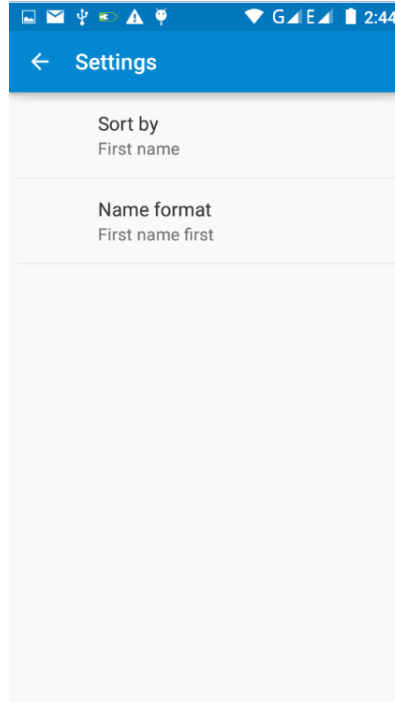 G E 2:44
Settings
Sort by
First name
Name format
First name first